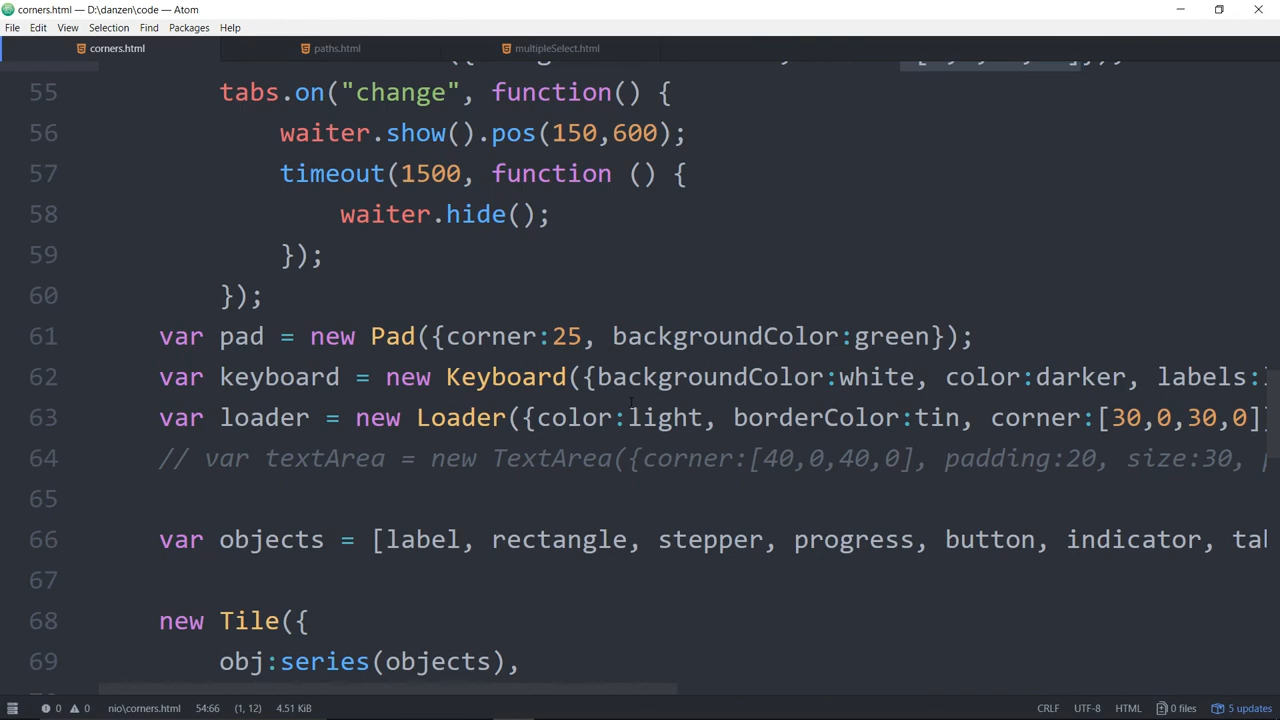 corners.html — D:\danzen\code — Atom
File Edit View Selection Find Packages Help
corners.html paths.html multipleSelect.html
55 tabs.on("change", function() {
56 waiter.show().pos(150,600);
57 timeout(1500, function () {
58 waiter.hide();
59 });
60 });
61 var pad = new Pad({corner:25, backgroundColor:green});
62 var keyboard = new Keyboard({backgroundColor:white, color:darker, labels:
63 var loader = new Loader({color:light, borderColor:tin, corner:[30,0,30,0]
64 // var textArea = new TextArea({corner:[40,0,40,0], padding:20, size:30,
65
66 var objects = [label, rectangle, stepper, progress, button, indicator,
67
68 new Tile({
69 obj:series(objects),
0 0 nio\corners.html 54:66 (1, 12) 4.51 KiB CRLF UTF-8 HTML 0 files 5 updates